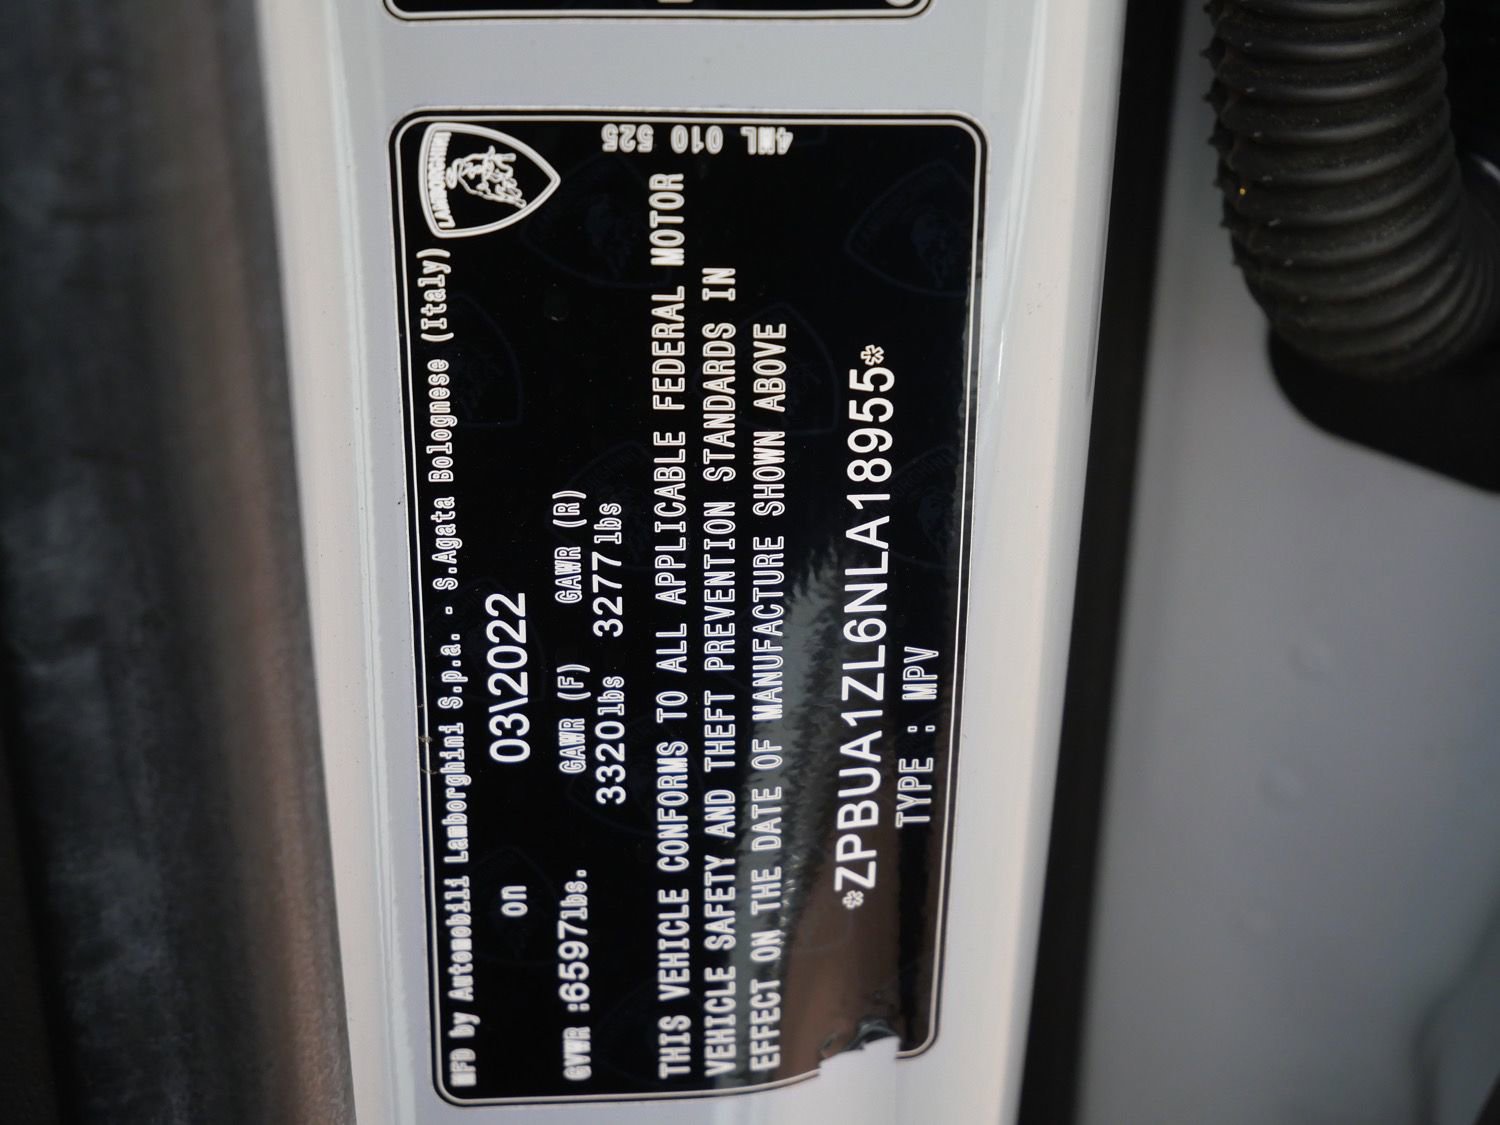 LAMBORGHINI
4ML 010 525
MFD by Automobili Lamborghini S.p.a. - S.Agata Bolognese (Italy)
on 03\2022
GVWR :6597lbs. GAWR (F) GAWR (R)
3320lbs 3277lbs
THIS VEHICLE CONFORMS TO ALL APPLICABLE FEDERAL MOTOR
VEHICLE SAFETY AND THEFT PREVENTION STANDARDS IN
EFFECT ON THE DATE OF MANUFACTURE SHOWN ABOVE
*ZPBUA1ZL6NLA18955*
TYPE : MPV